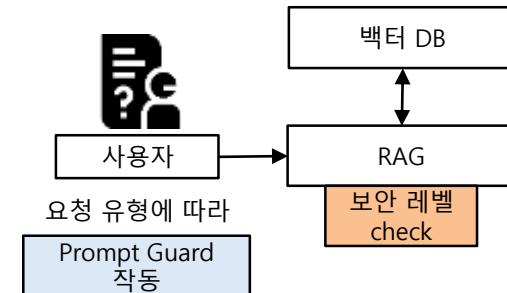 백터 DB
사용자
RAG
요청 유형에 따라
보안 레벨
check
Prompt Guard
작동